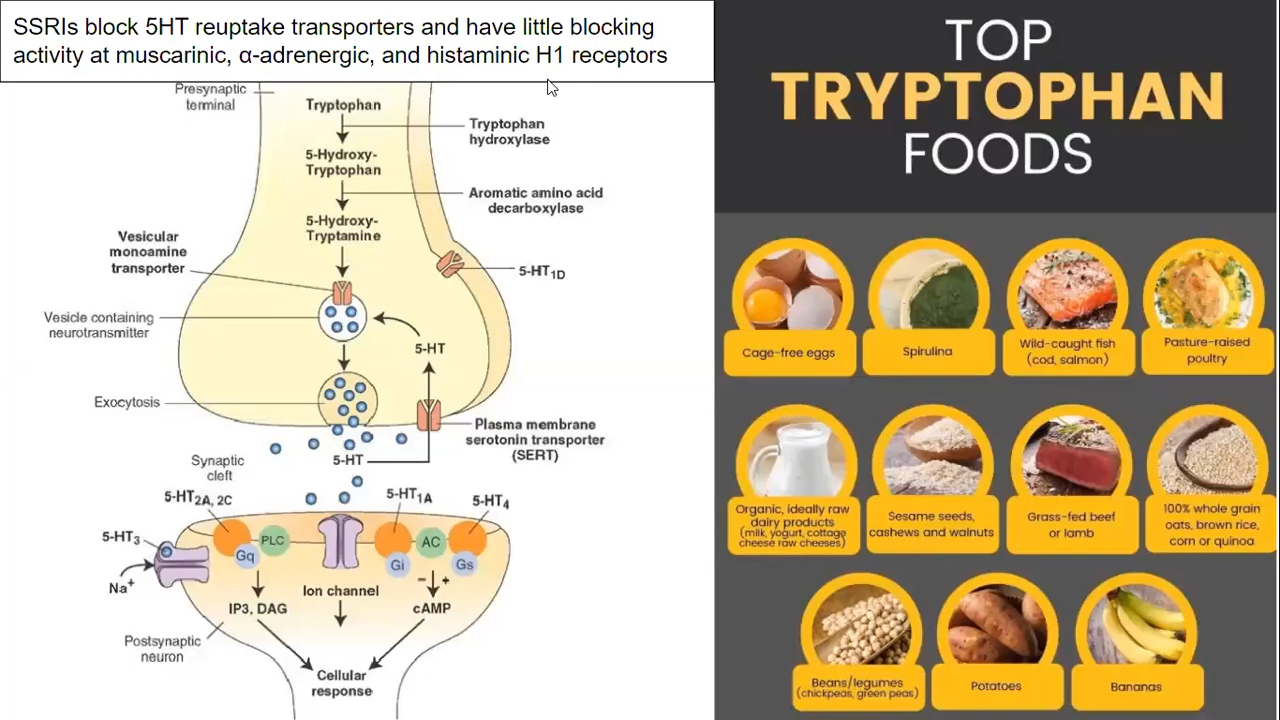 SSRIs block 5HT reuptake transporters and have little blocking
activity at muscarinic, α-adrenergic, and histaminic H1 receptors
Presynaptic
terminal
Tryptophan
Tryptophan
hydroxylase
5-Hydroxy-
Tryptophan
Aromatic amino acid
decarboxylase
5-Hydroxy-
Tryptamine
Vesicular
monoamine
transporter
5-HT1D
Vesicle containing
neurotransmitter
5-HT
Exocytosis
Plasma membrane
serotonin transporter
(SERT)
5-HT
Synaptic
cleft
5-HT2A, 2C
5-HT1A
5-HT4
5-HT3
PLC
AC
Gq
Gi
Gs
Na+
− +
Ion channel
IP3, DAG
cAMP
Postsynaptic
neuron
Cellular
response
TOP
TRYPTOPHAN
FOODS
Cage-free eggs
Spirulina
Wild-caught fish
(cod, salmon)
Pasture-raised
poultry
Organic, ideally raw
dairy products
(milk, yogurt, cottage
cheese raw cheeses)
Sesame seeds,
cashews and walnuts
Grass-fed beef
or lamb
100% whole grain
oats, brown rice,
corn or quinoa
Beans/legumes
(chickpeas, green peas)
Potatoes
Bananas